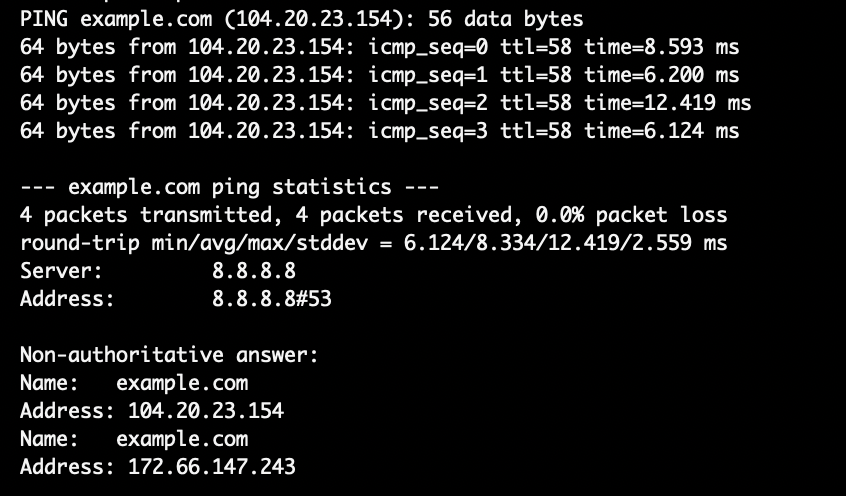 PING example.com (104.20.23.154): 56 data bytes
64 bytes from 104.20.23.154: icmp_seq=0 ttl=58 time=8.593 ms
64 bytes from 104.20.23.154: icmp_seq=1 ttl=58 time=6.200 ms
64 bytes from 104.20.23.154: icmp_seq=2 ttl=58 time=12.419 ms
64 bytes from 104.20.23.154: icmp_seq=3 ttl=58 time=6.124 ms

--- example.com ping statistics ---
4 packets transmitted, 4 packets received, 0.0% packet loss
round-trip min/avg/max/stddev = 6.124/8.334/12.419/2.559 ms
Server:         8.8.8.8
Address:        8.8.8.8#53

Non-authoritative answer:
Name:   example.com
Address: 104.20.23.154
Name:   example.com
Address: 172.66.147.243